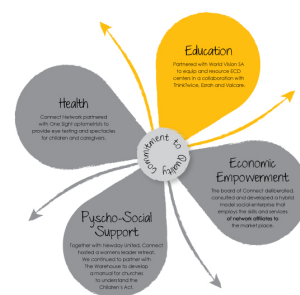 Education
Partnered with World Vision SA
to equip and resource ECD
centers in a collaboration with
ThinkTwice, Ezrah and Valcare.
Health
Connect Network partnered
with One Sight optometrists to
provide eye testing and spectacles
for children and caregivers.
Commitment to Quality
Economic
Empowerment
The board of Connect deliberated,
consulted and developed a hybrid
model social enterprise that
employs the skills and services
of network affiliates to
the market place.
Pyscho-Social
Support
Together with Newday United, Connect
hosted a women's leader retreat.
We continued to partner with
The Warehouse to develop
a manual for churches
to understand the
Children's Act.